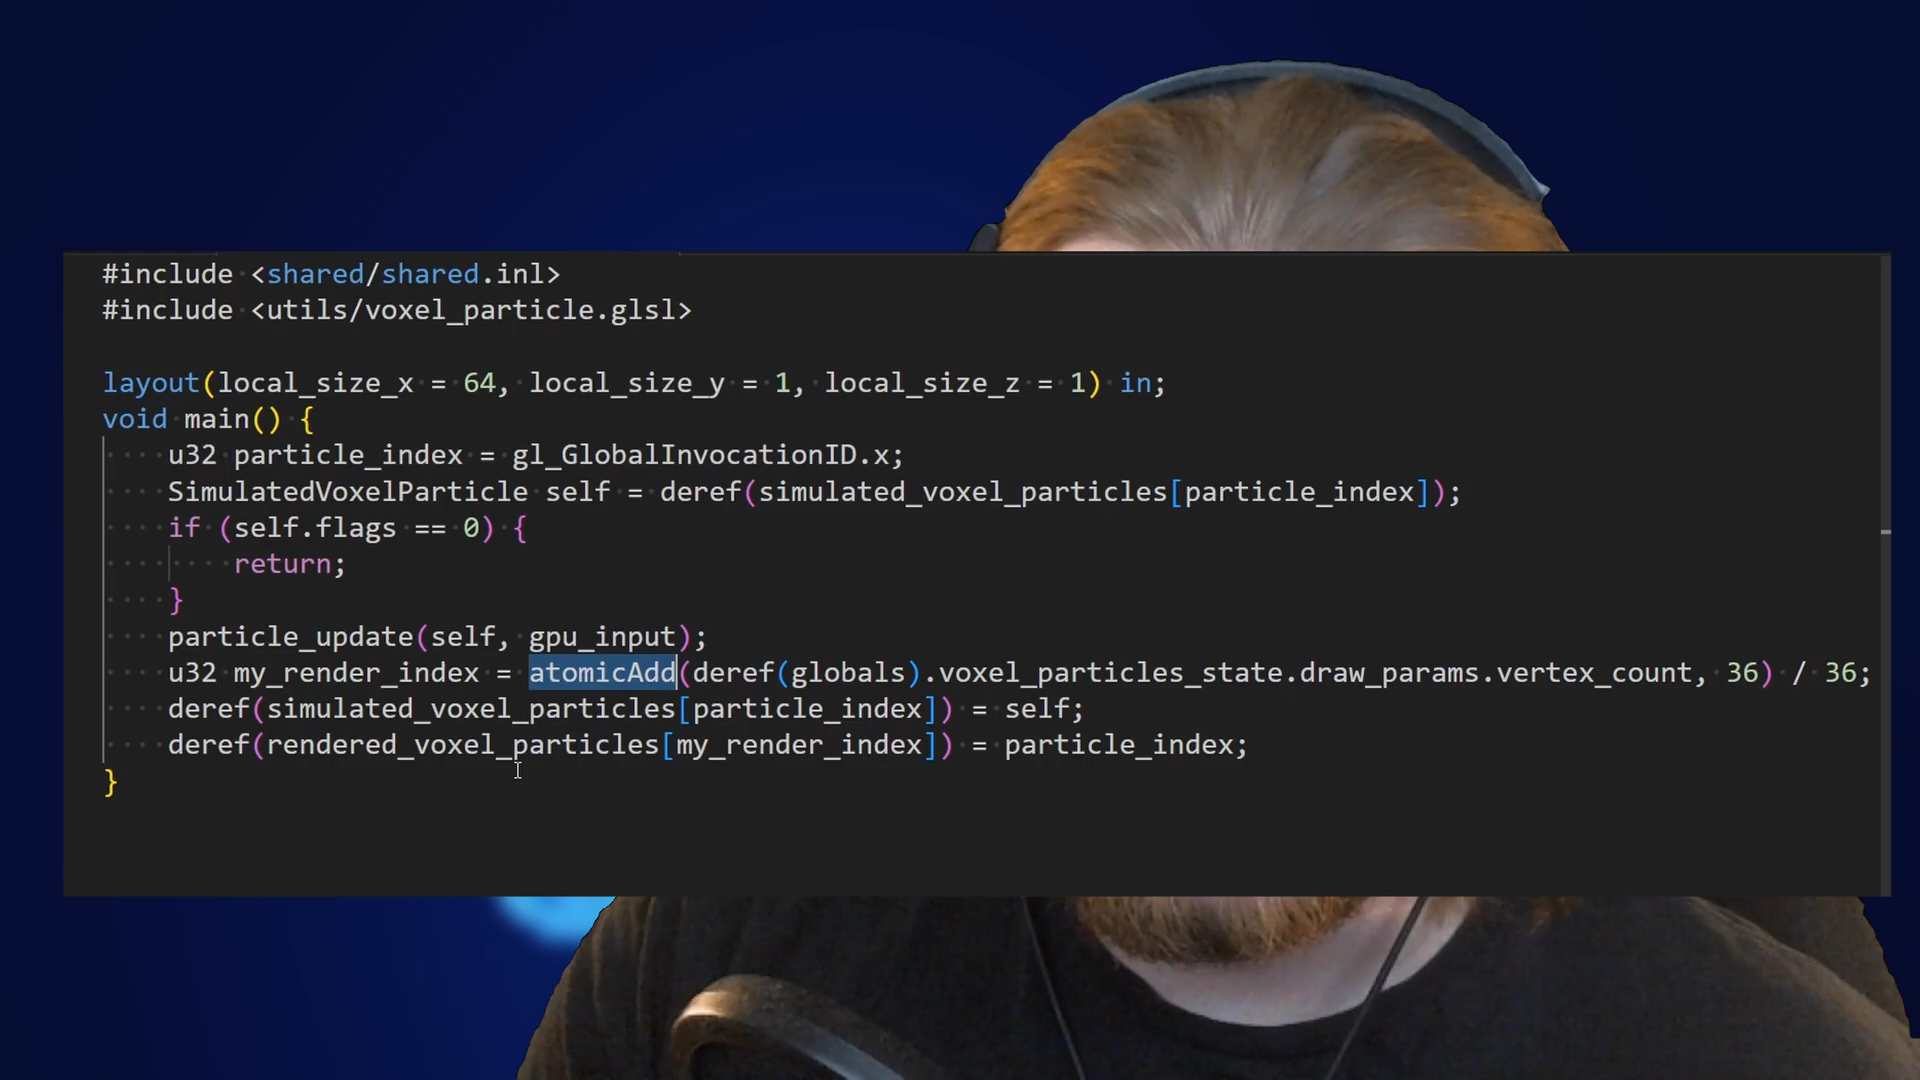 #include <shared/shared.inl>
#include <utils/voxel_particle.glsl>
layout(local_size_x = 64, local_size_y = 1, local_size_z = 1) in;
void main() {
u32 particle_index = gl_GlobalInvocationID.x;
SimulatedVoxelParticle self = deref(simulated_voxel_particles[particle_index]);
if (self.flags == 0) {
return;
}
particle_update(self, gpu_input);
u32 my_render_index = atomicAdd(deref(globals).voxel_particles_state.draw_params.vertex_count, 36) / 36;
deref(simulated_voxel_particles[particle_index]) = self;
deref(rendered_voxel_particles[my_render_index]) = particle_index;
}